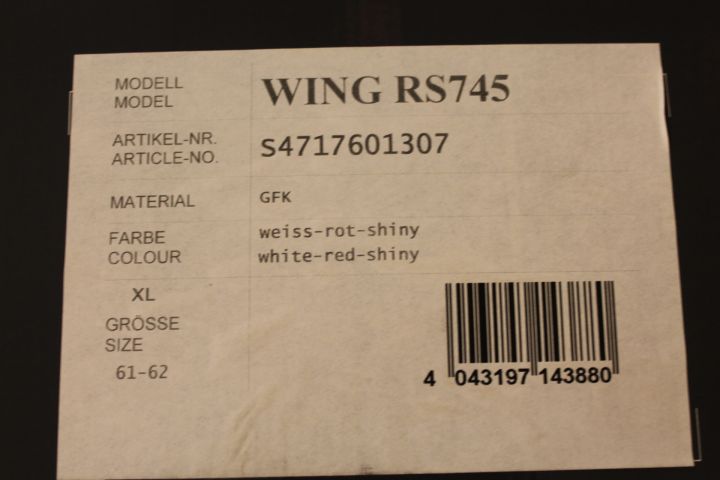 MODELL
MODEL
WING RS745
ARTIKEL-NR.
ARTICLE-NO.
S4717601307
MATERIAL
GFK
FARBE
COLOUR
weiss-rot-shiny
white-red-shiny
XL
GRÖSSE
SIZE
61-62
4 043197 143880